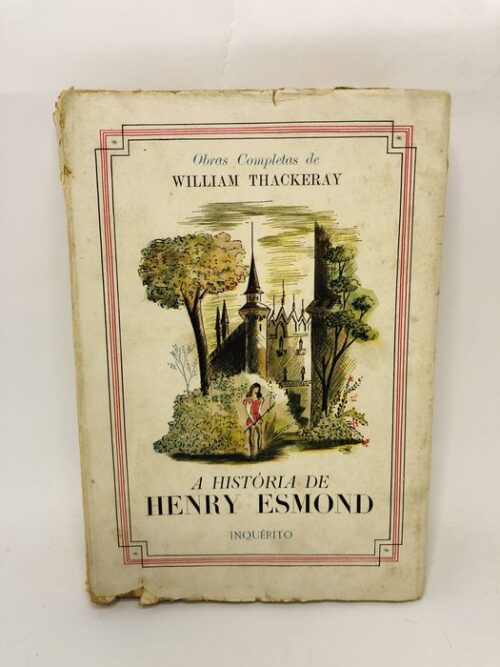 Obras Completas de
WILLIAM THACKERAY
A HISTÓRIA DE
HENRY ESMOND
INQUÉRITO